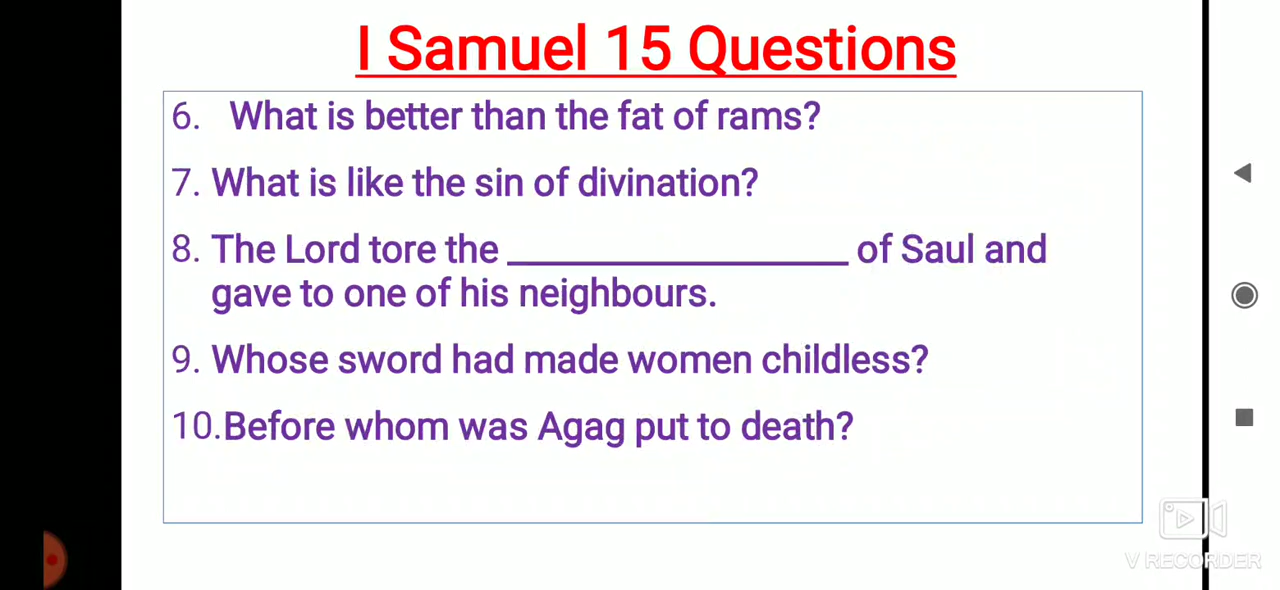 I Samuel 15 Questions
6. What is better than the fat of rams?
7. What is like the sin of divination?
8. The Lord tore the _________________ of Saul and
gave to one of his neighbours.
9. Whose sword had made women childless?
10.Before whom was Agag put to death?
V RECORDER